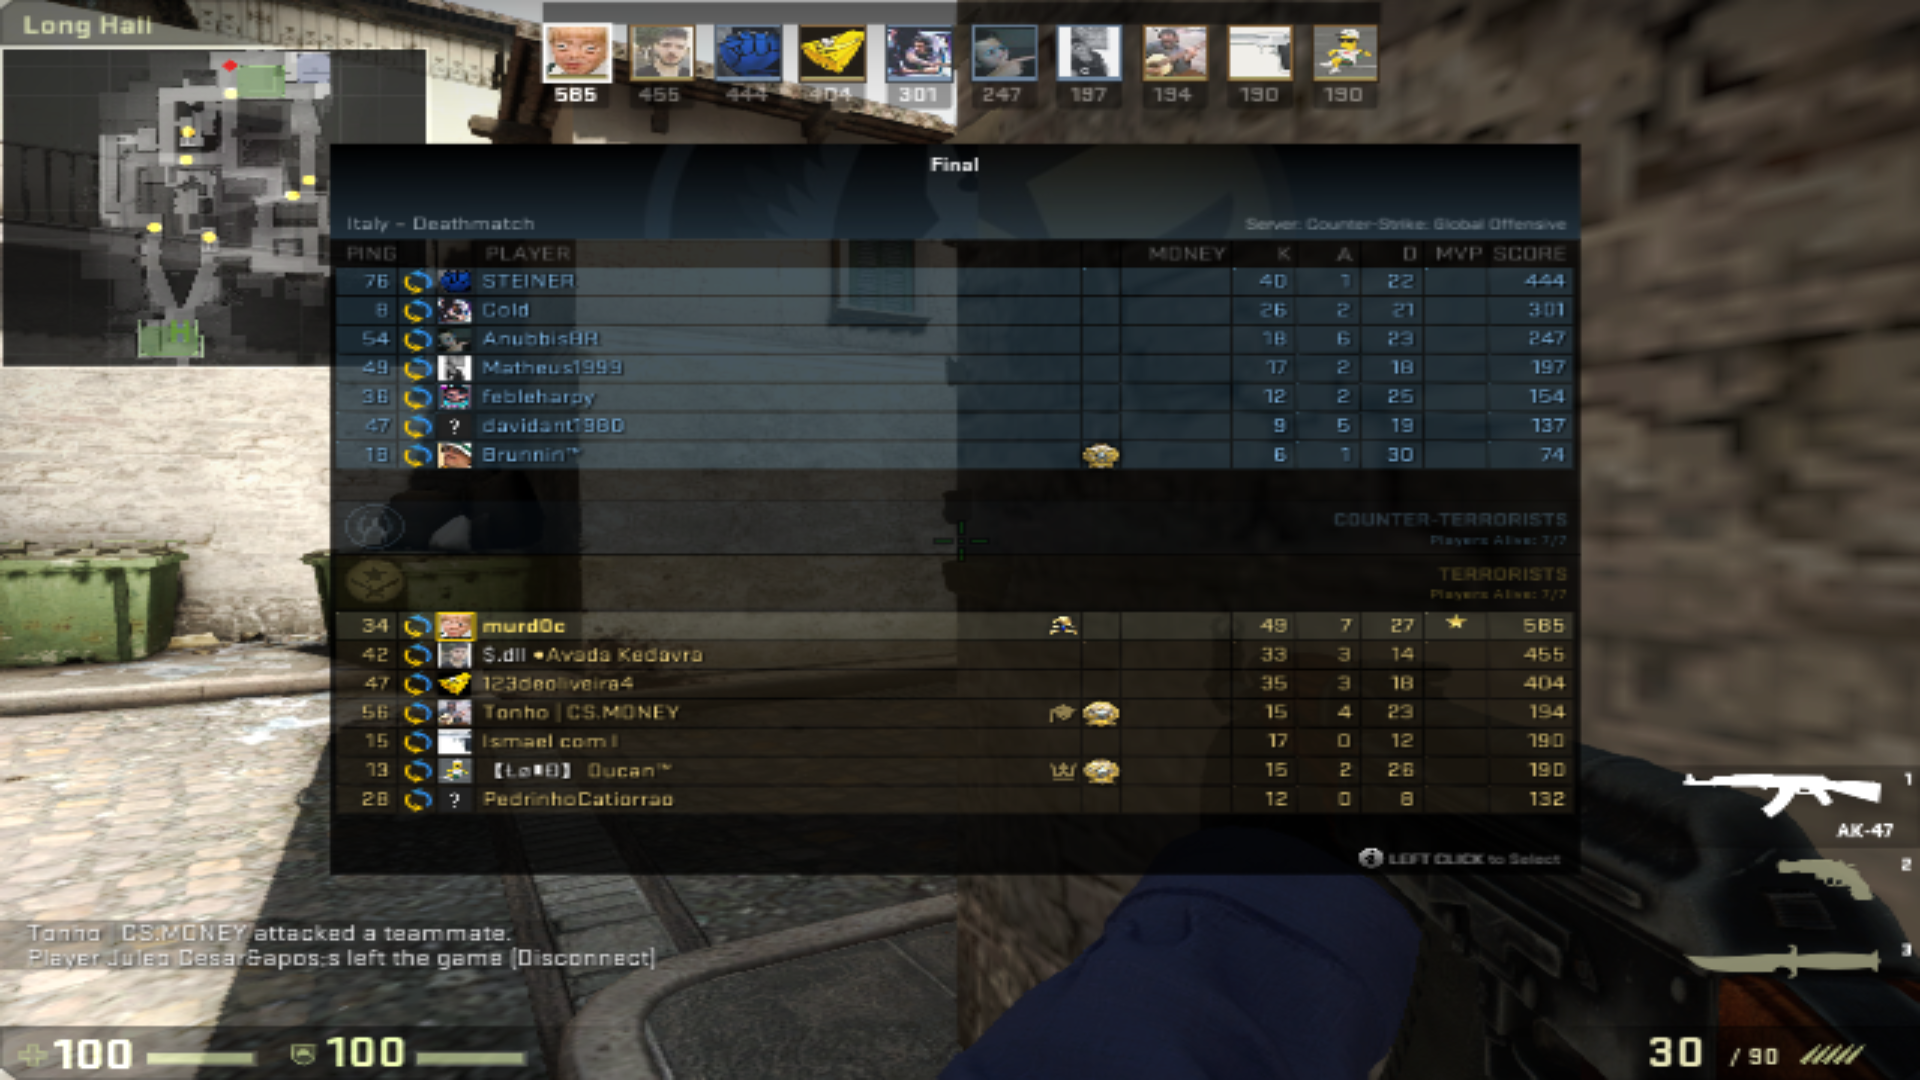 Long Hall
585 455 444 404 301 247 197 194 190 190
Final
Italy - Deathmatch
Server: Counter-Strike: Global Offensive
PING PLAYER MONEY K A D MVP SCORE
76 STEINER 40 1 22 444
8 Cold 26 2 21 301
54 AnubbisBR 18 6 23 247
49 Matheus1999 17 2 18 197
36 febleharpy 12 2 25 154
47 ? davidant1980 9 5 19 137
18 Brunnin™ 6 1 30 74
COUNTER-TERRORISTS
Players Alive: 7/7
TERRORISTS
Players Alive: 7/7
34 murd0c 49 7 27 ★ 585
42 $.dll •Avada Kedavra 33 3 14 455
47 123deoliveira4 35 3 18 404
56 Tonho | CS.MONEY 15 4 23 194
15 Ismael com I 17 0 12 190
13 Ducan™ 15 2 26 190
28 ? PedrinhoCatiorrao 12 0 8 132
LEFT CLICK to Select
1
AK-47
2
3
Tonho | CS.MONEY attacked a teammate.
Player Juleo Cesar&apos;s left the game (Disconnect)
100 100
30 / 90